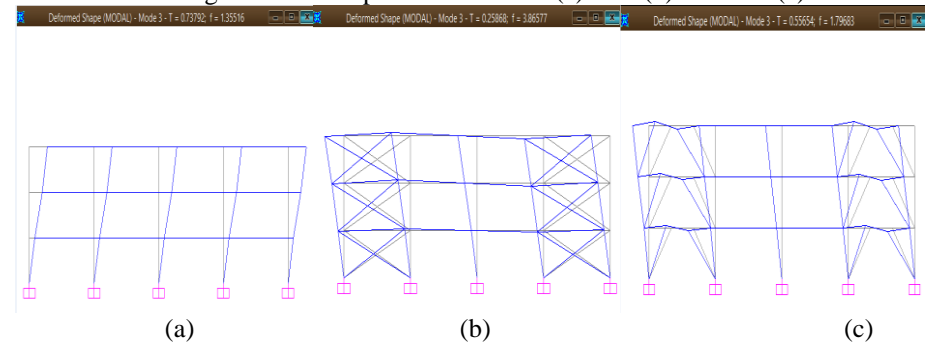 Deformed Shape (MODAL) - Mode 3 - T = 0.73792; f = 1.35516
Deformed Shape (MODAL) - Mode 3 - T = 0.25868; f = 3.86577
Deformed Shape (MODAL) - Mode 3 - T = 0.55654; f = 1.79683
(a) (b) (c)